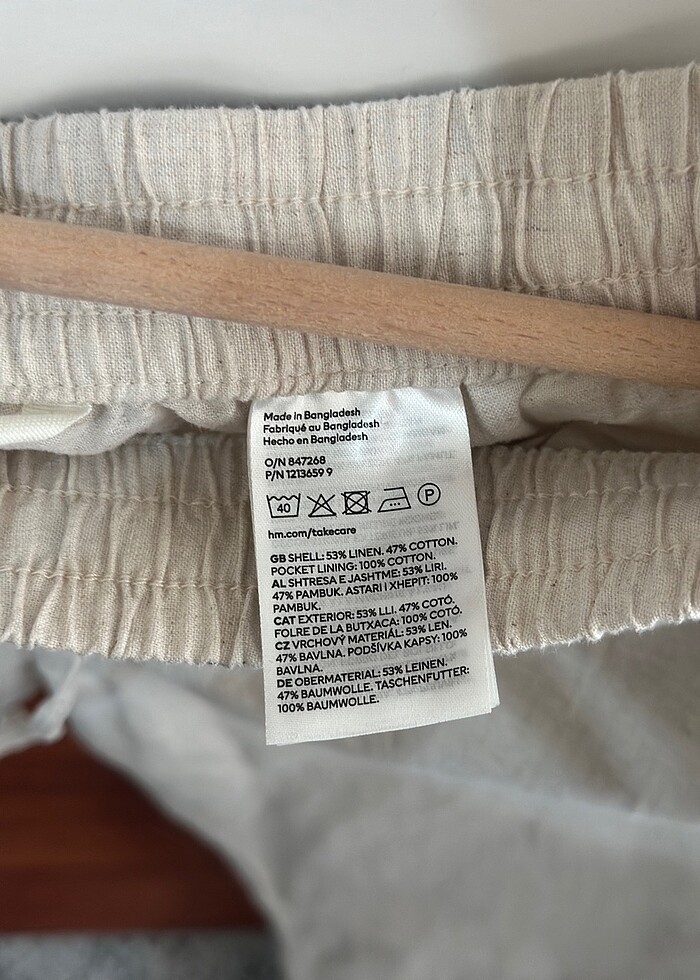 Made in Bangladesh
Fabriqué au Bangladesh
Hecho en Bangladesh
O/N 847268
P/N 1213659 9
40 P
hm.com/takecare
GB SHELL: 53% LINEN. 47% COTTON.
POCKET LINING: 100% COTTON.
AL SHTRESA E JASHTME: 53% LIRI.
47% PAMBUK. ASTARI I XHEPIT: 100%
PAMBUK.
CAT EXTERIOR: 53% LLI. 47% COTÓ.
FOLRE DE LA BUTXACA: 100% COTÓ.
CZ VRCHOVÝ MATERIÁL: 53% LEN.
47% BAVLNA. PODŠÍVKA KAPSY: 100%
BAVLNA.
DE OBERMATERIAL: 53% LEINEN.
47% BAUMWOLLE. TASCHENFUTTER:
100% BAUMWOLLE.